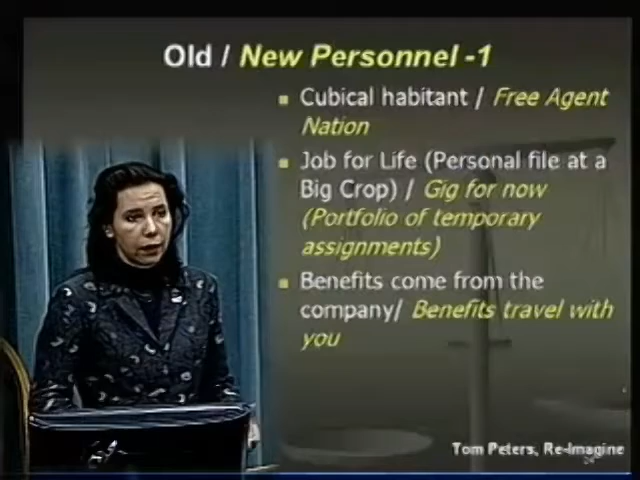 Old / New Personnel -1
Cubical habitant / Free Agent
Nation
Job for Life (Personal file at a
Big Crop) / Gig for now
(Portfolio of temporary
assignments)
Benefits come from the
company/ Benefits travel with
you
Tom Peters, Re-Imagine